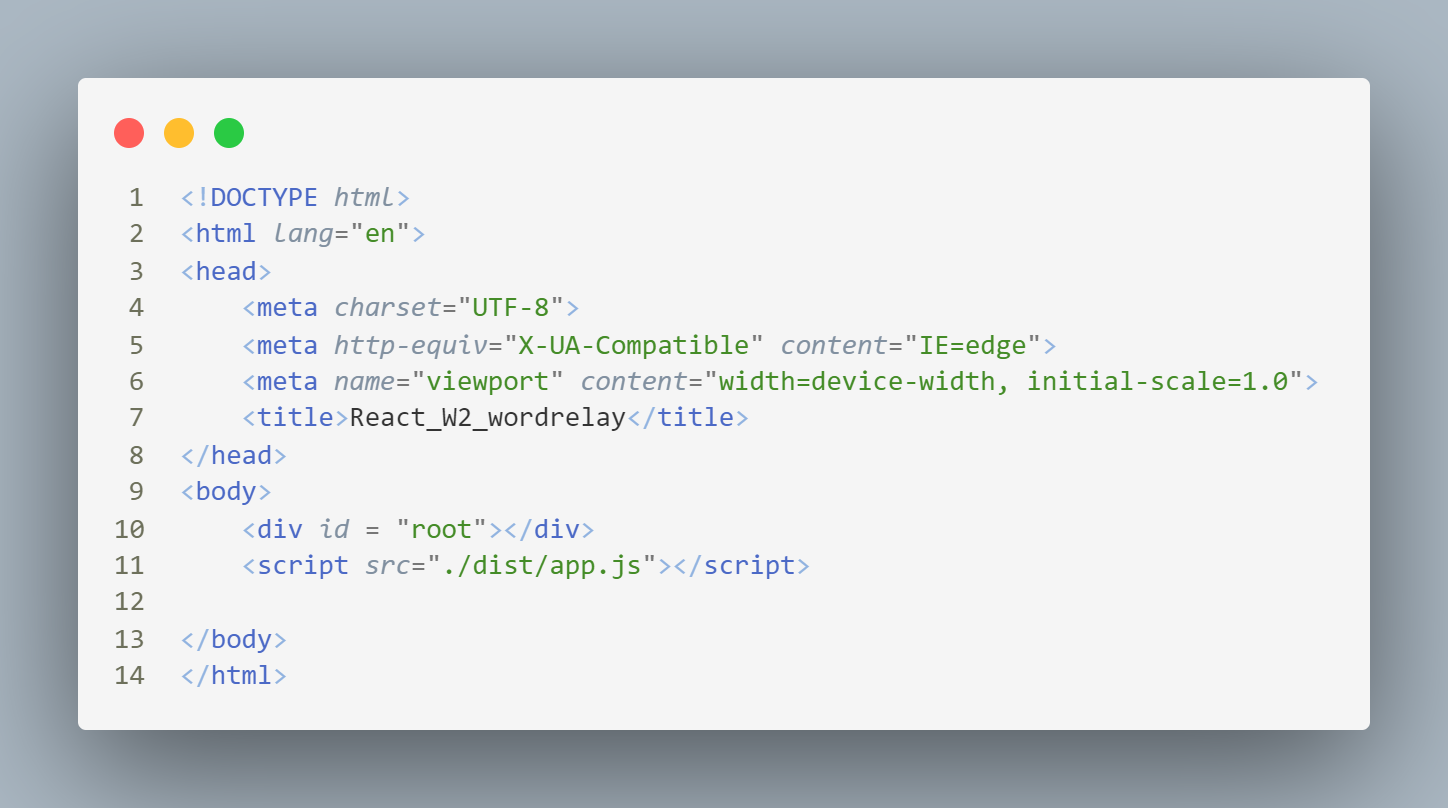 1 <!DOCTYPE html>
2 <html lang="en">
3 <head>
4     <meta charset="UTF-8">
5     <meta http-equiv="X-UA-Compatible" content="IE=edge">
6     <meta name="viewport" content="width=device-width, initial-scale=1.0">
7     <title>React_W2_wordrelay</title>
8 </head>
9 <body>
10     <div id = "root"></div>
11     <script src="./dist/app.js"></script>
12
13 </body>
14 </html>